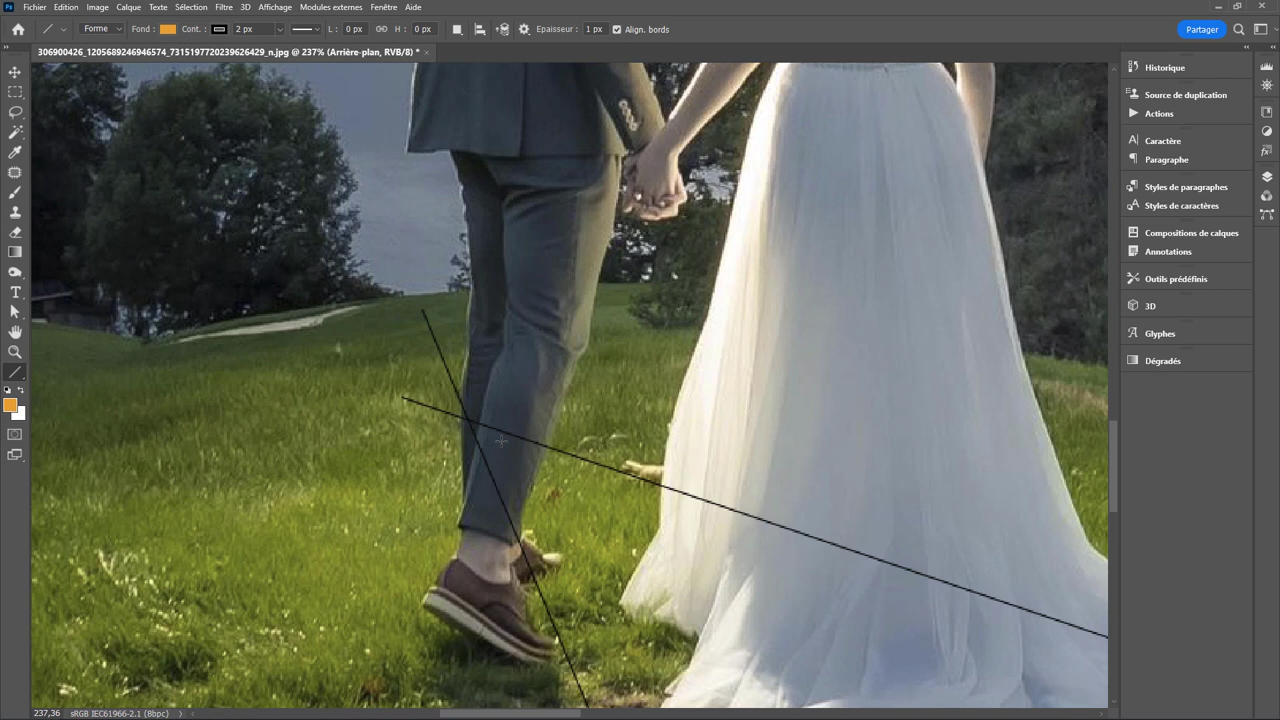 Ps Fichier Edition Image Calque Texte Sélection Filtre 3D Affichage Modules externes Fenêtre Aide
Forme Fond : Cont. : 2 px L : 0 px H : 0 px Epaisseur : 1 px Align. bords Partager
306900426_1205689246946574_7315197720239626429_n.jpg @ 237% (Arrière-plan, RVB/8) * ×
Historique
Source de duplication
Actions
Caractère
Paragraphe
Styles de paragraphes
Styles de caractères
Compositions de calques
Annotations
Outils prédéfinis
3D
Glyphes
Dégradés
237,36 sRGB IEC61966-2.1 (8bpc)